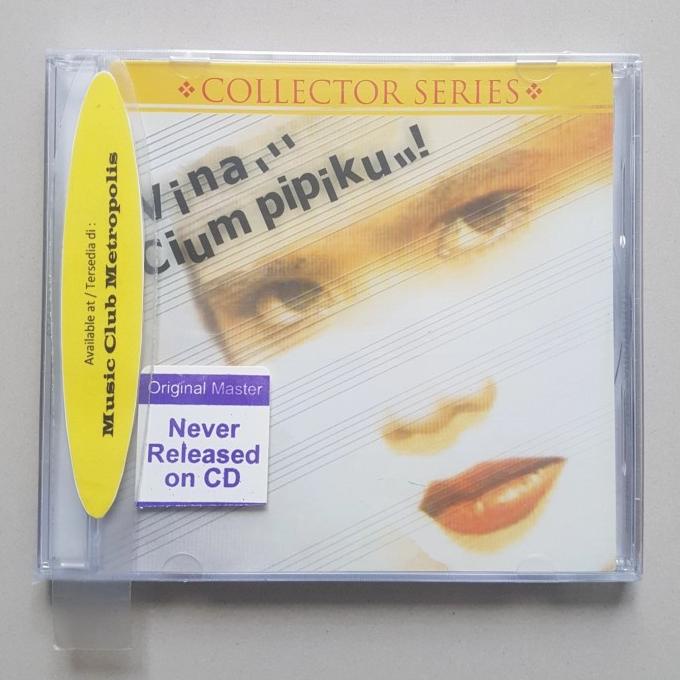 ❖COLLECTOR SERIES❖
Vina,,,
Cium pipiku,,!
Available at / Tersedia di :
Music Club Metropolis
Original Master
Never
Released
on CD